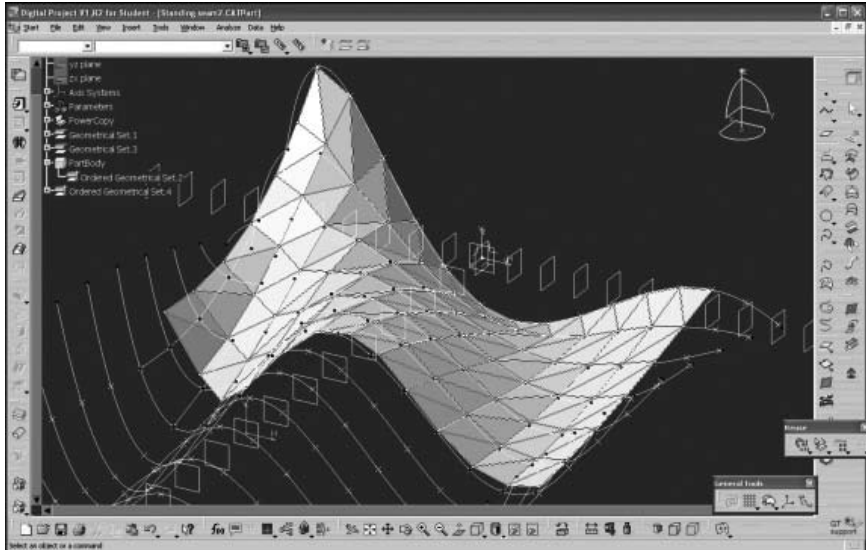 Digital Project V1,R2 for Student - [Standing seam2.CATPart]
Start File Edit View Insert Tools Window Analyze Data Help
yz plane
zx plane
Axis Systems
Parameters
PowerCopy
Geometrical Set.1
Geometrical Set.3
PartBody
Ordered Geometrical Set.2
Ordered Geometrical Set.4
General Tools
Select an object or a command